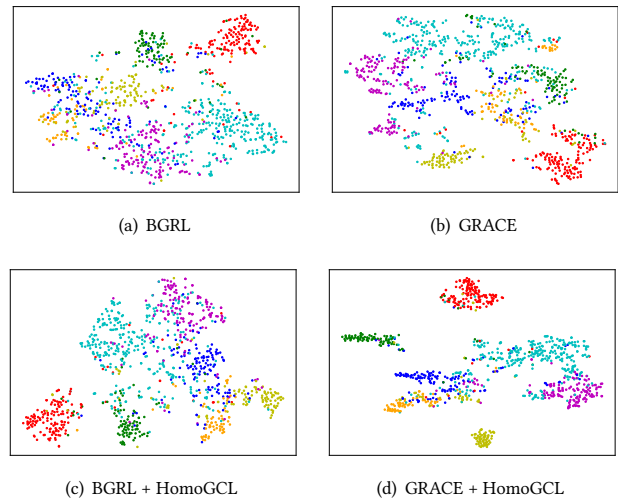 (a) BGRL
(b) GRACE
(c) BGRL + HomoGCL
(d) GRACE + HomoGCL